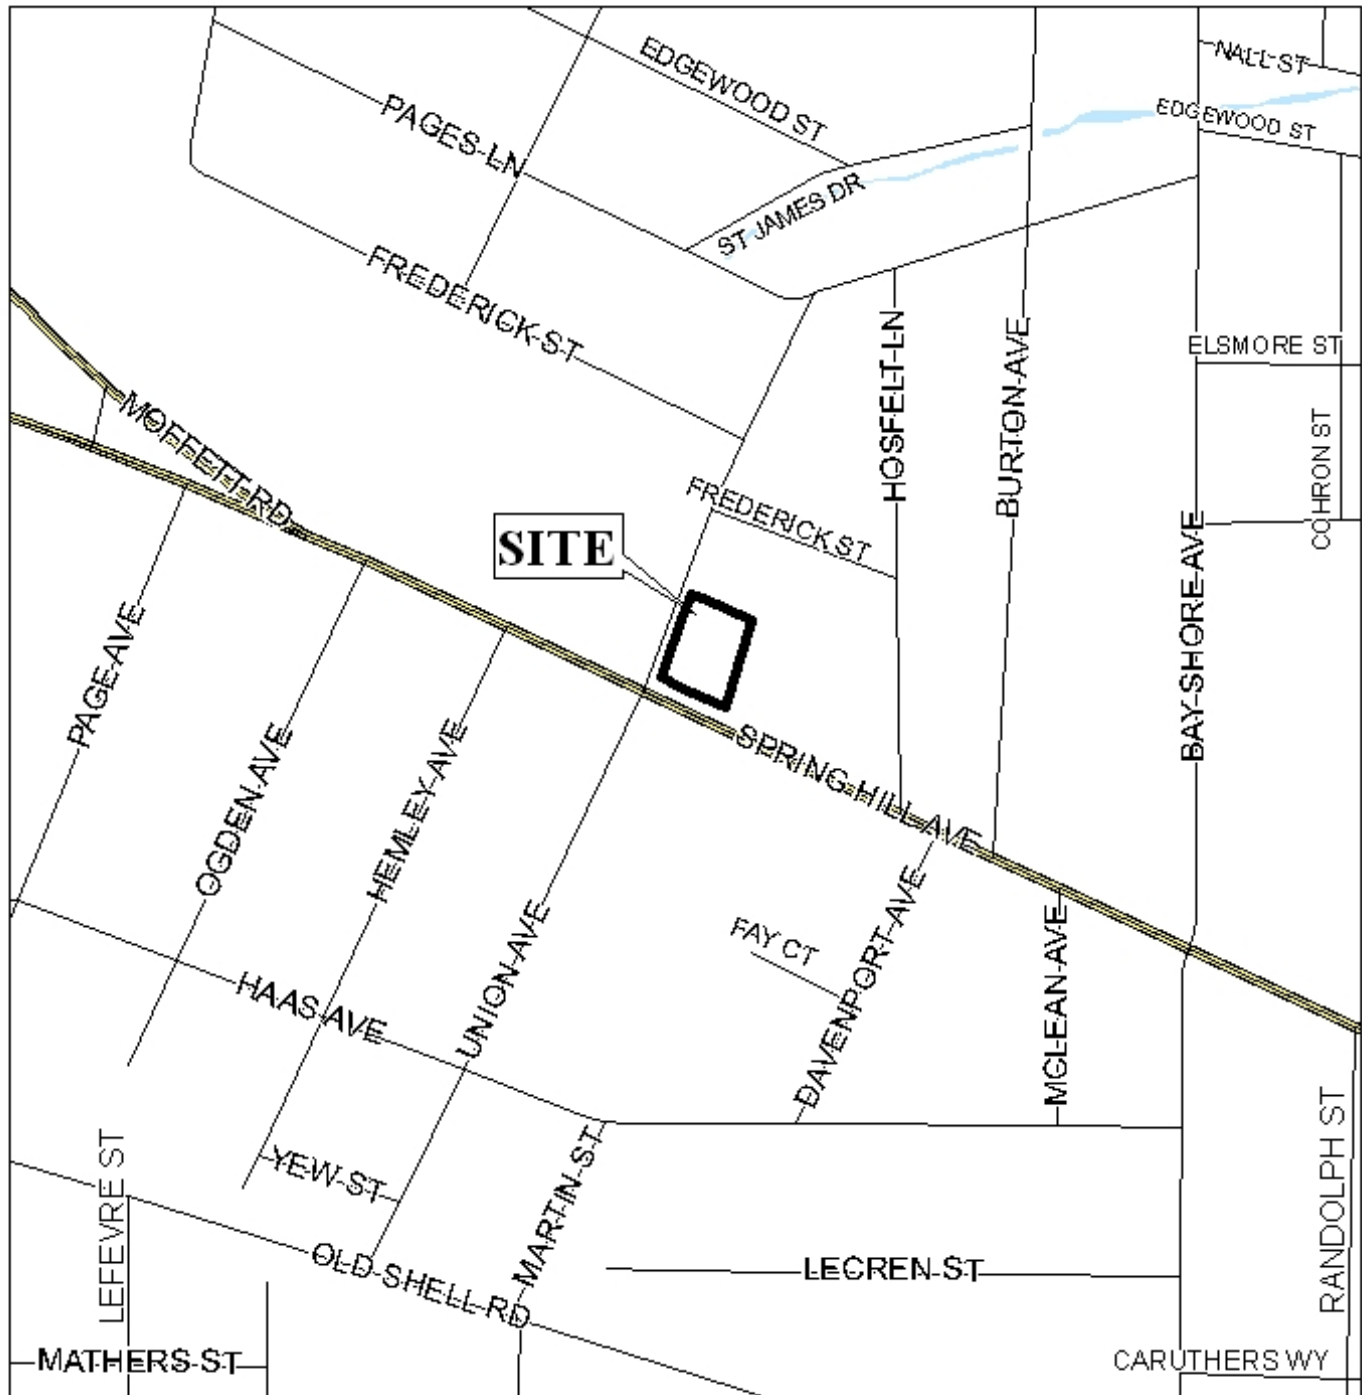 NALL ST
EDGEWOOD ST
EDGEWOOD ST
PAGES LN
ST JAMES DR
FREDERICK ST
HOSFELT LN
BURTON AVE
ELSMORE ST
MOFFETT RD
COHRON ST
FREDERICK ST
SITE
BAY SHORE AVE
PAGE AVE
OGDEN AVE
HEMLEY AVE
SPRING HILL AVE
UNION AVE
FAY CT
DAVENPORT AVE
MCLEAN AVE
HAAS AVE
RANDOLPH ST
LEFEVRE ST
YEW ST
MARTIN ST
OLD SHELL RD
LECREN ST
MATHERS ST
CARUTHERS WY